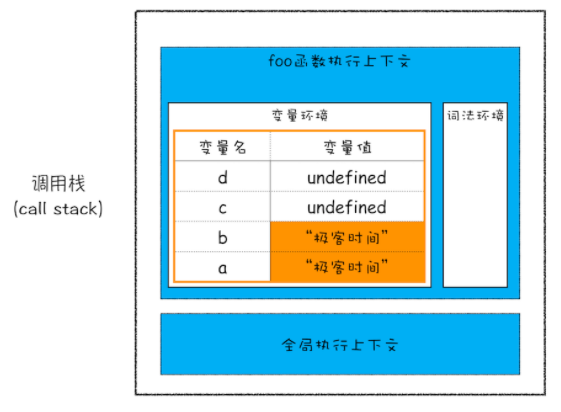 foo函数执行上下文
变量环境
词法环境
变量名 变量值
d undefined
c undefined
b “极客时间”
a “极客时间”
调用栈
(call stack)
全局执行上下文